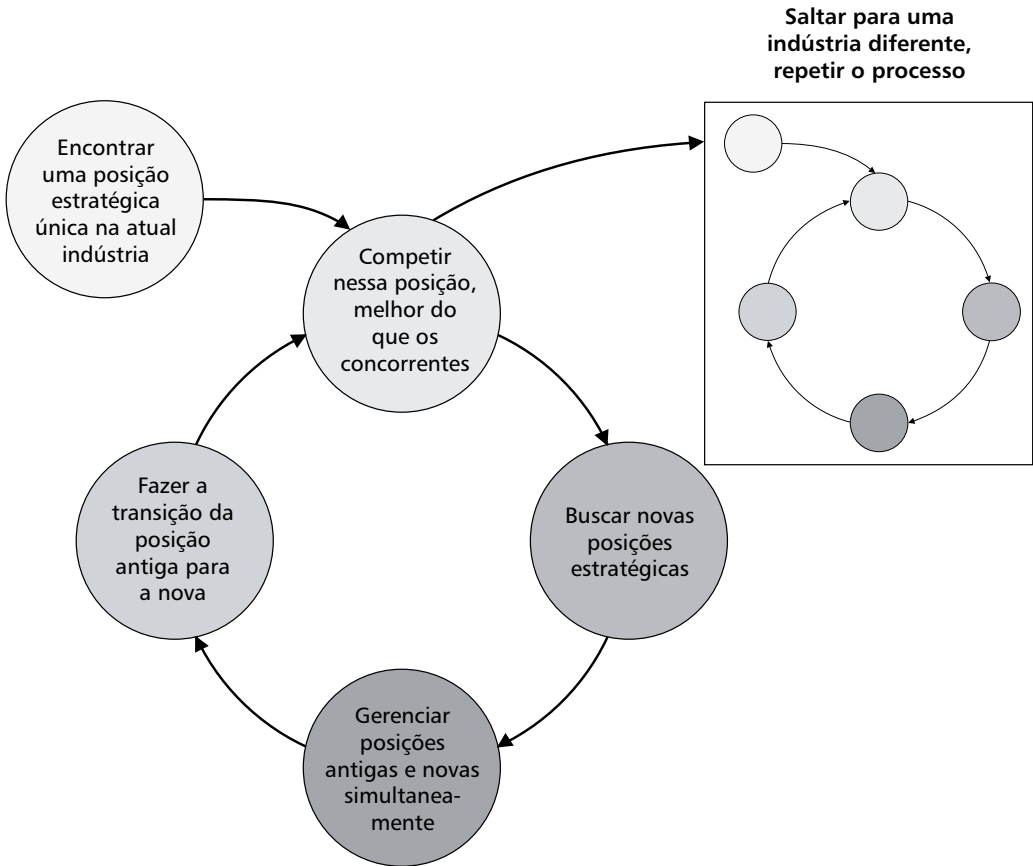 Saltar para uma
indústria diferente,
repetir o processo
Encontrar
uma posição
estratégica
única na atual
indústria
Competir
nessa posição,
melhor do
que os
concorrentes
Buscar novas
posições
estratégicas
Gerenciar
posições
antigas e novas
simultanea-
mente
Fazer a
transição da
posição
antiga para
a nova